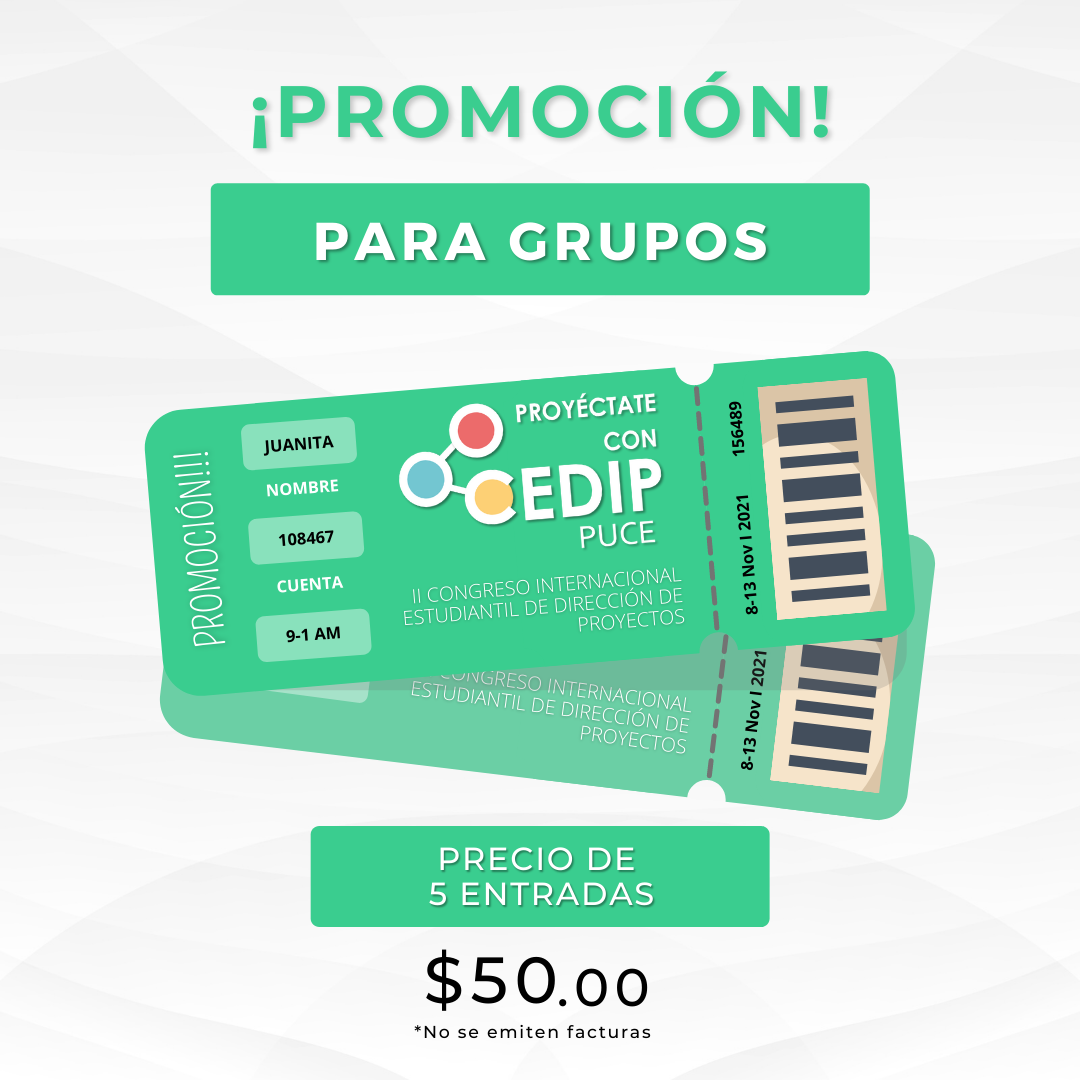 ¡PROMOCIÓN!
PARA GRUPOS
PROMOCIÓN!!!
JUANITA
NOMBRE
108467
CUENTA
9-1 AM
PROYÉCTATE
CON
CEDIP
PUCE
II CONGRESO INTERNACIONAL
ESTUDIANTIL DE DIRECCIÓN DE
PROYECTOS
156489
8-13 Nov I 2021
CONGRESO INTERNACIONAL
ESTUDIANTIL DE DIRECCIÓN DE
PROYECTOS
8-13 Nov I 2021
PRECIO DE
5 ENTRADAS
$50.00
*No se emiten facturas